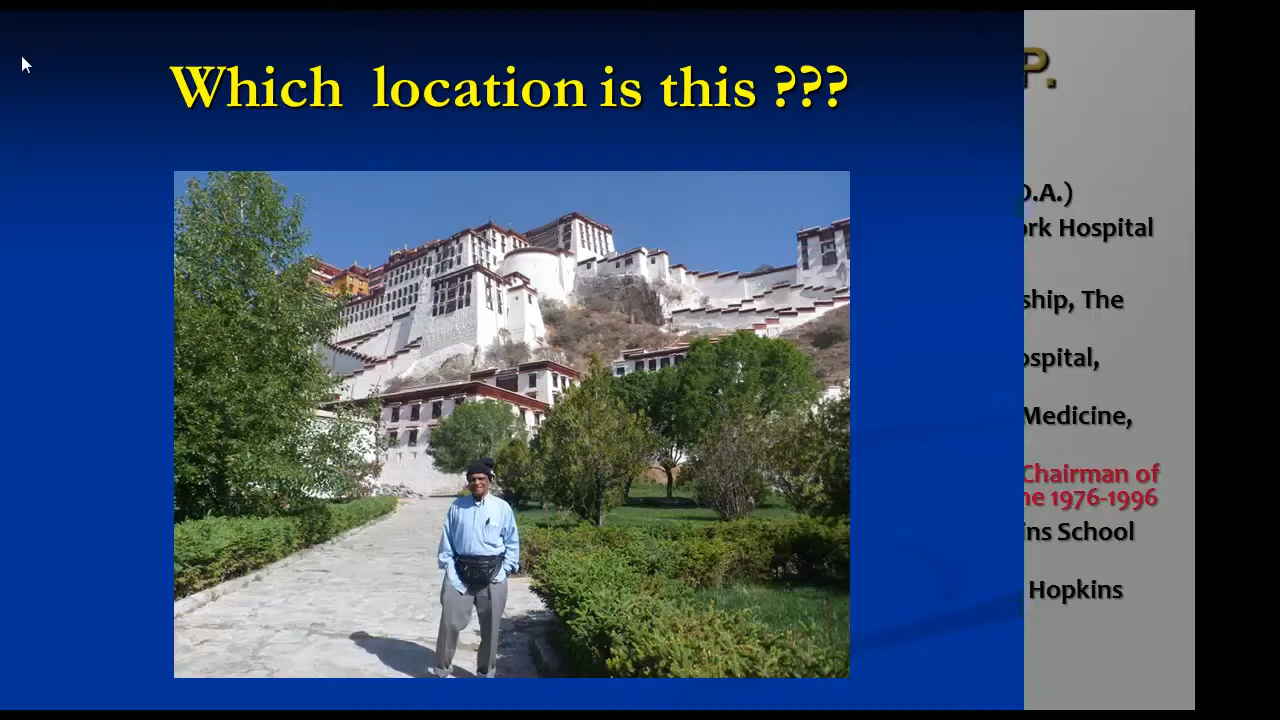 Which location is this ???
P.
O.A.)
ork Hospital
ship, The
ospital,
Medicine,
Chairman of
ne 1976-1996
ins School
Hopkins